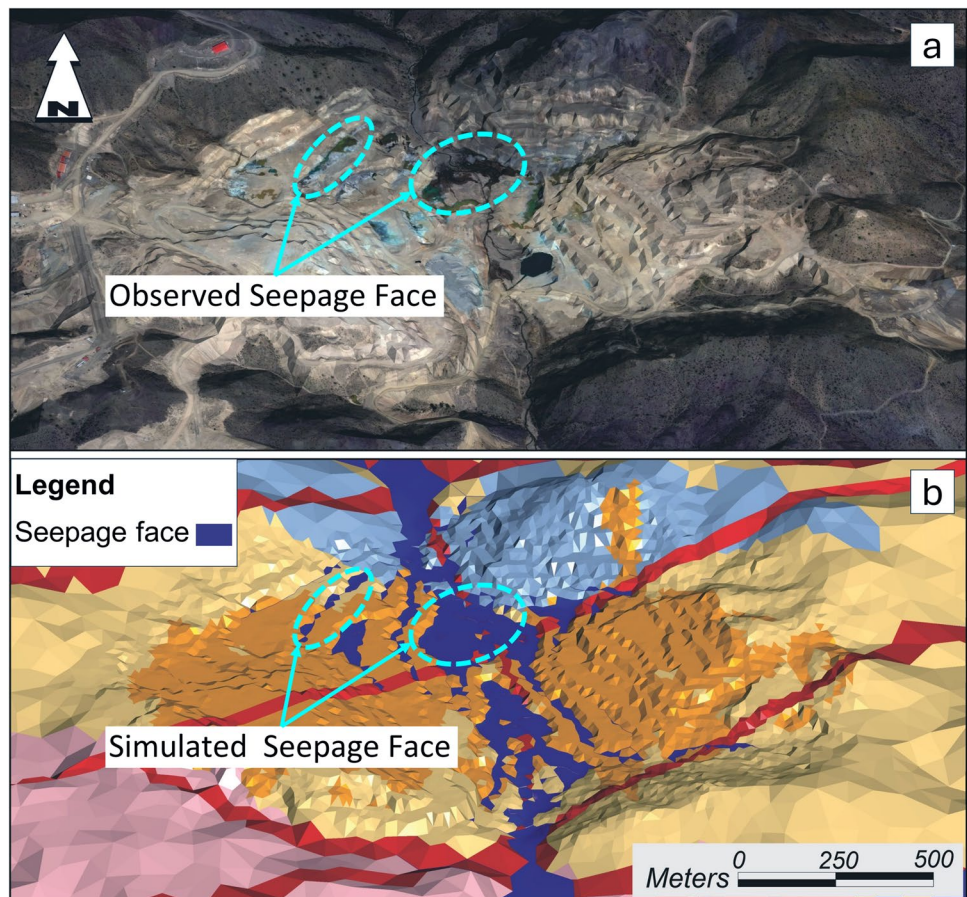 a
N
Observed Seepage Face
b
Legend
Seepage face
Simulated Seepage Face
0 250 500
Meters